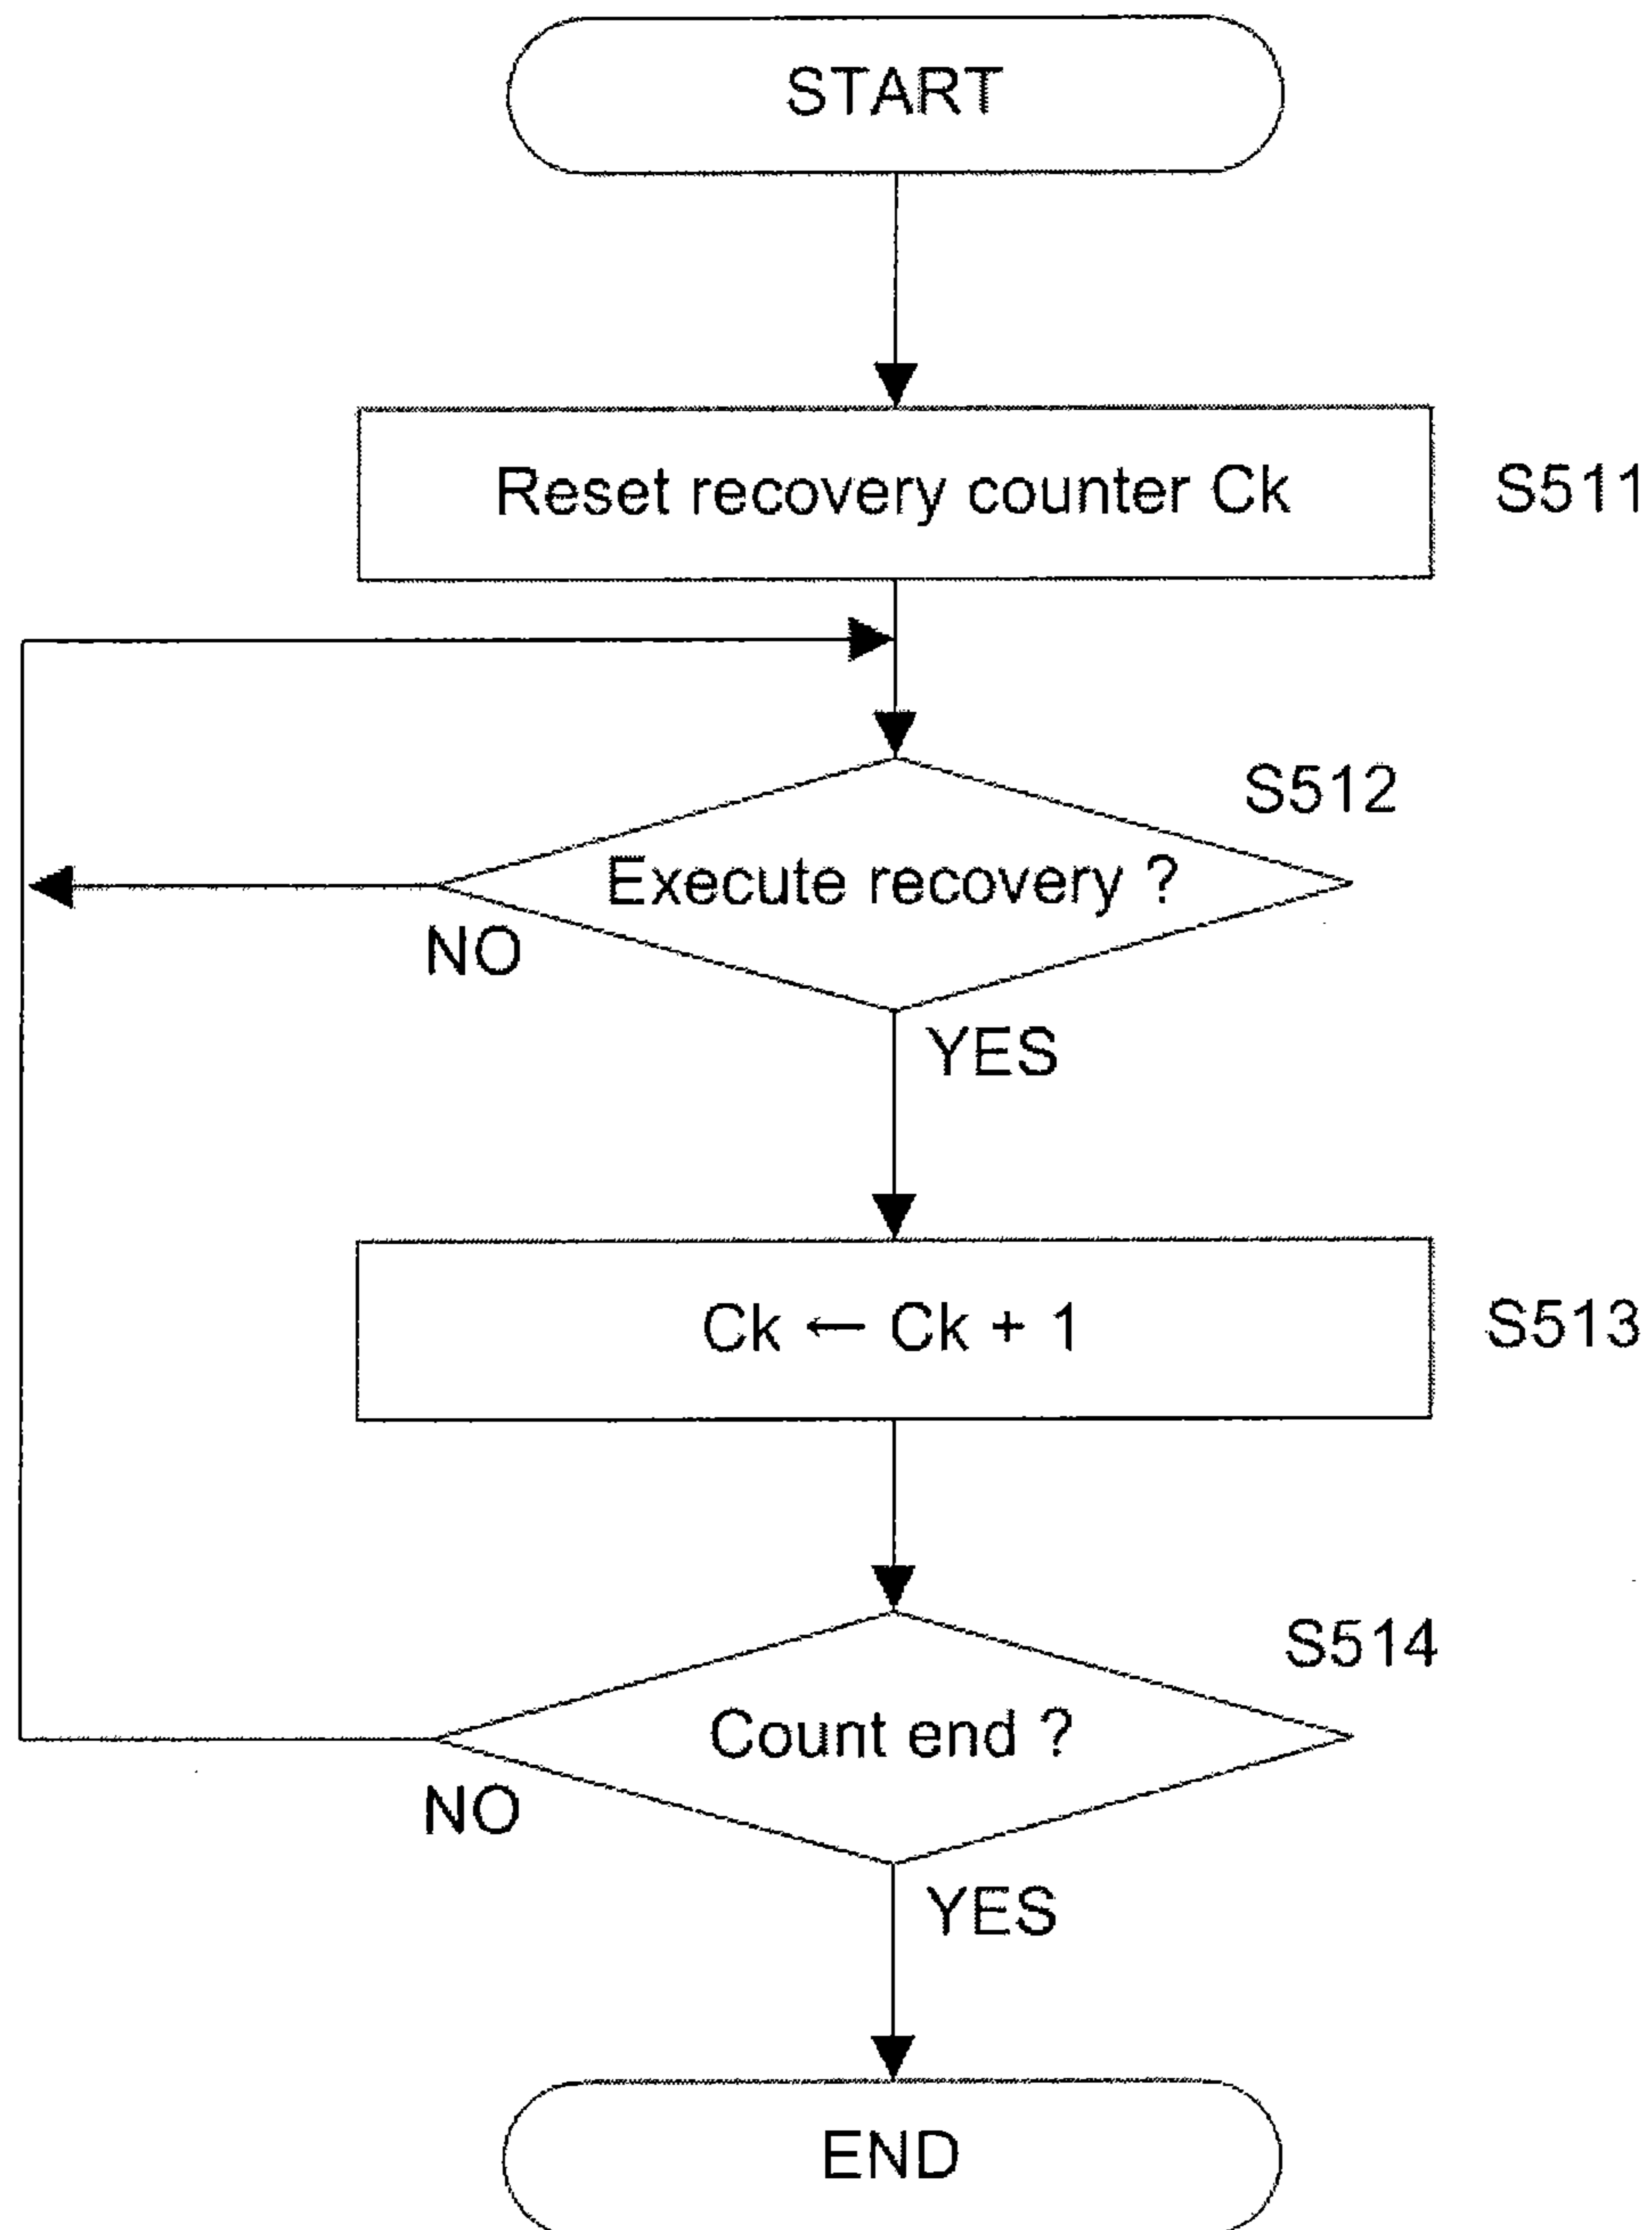 START
Reset recovery counter Ck
S511
S512
Execute recovery ?
NO
YES
Ck ← Ck + 1
S513
S514
Count end ?
NO
YES
END